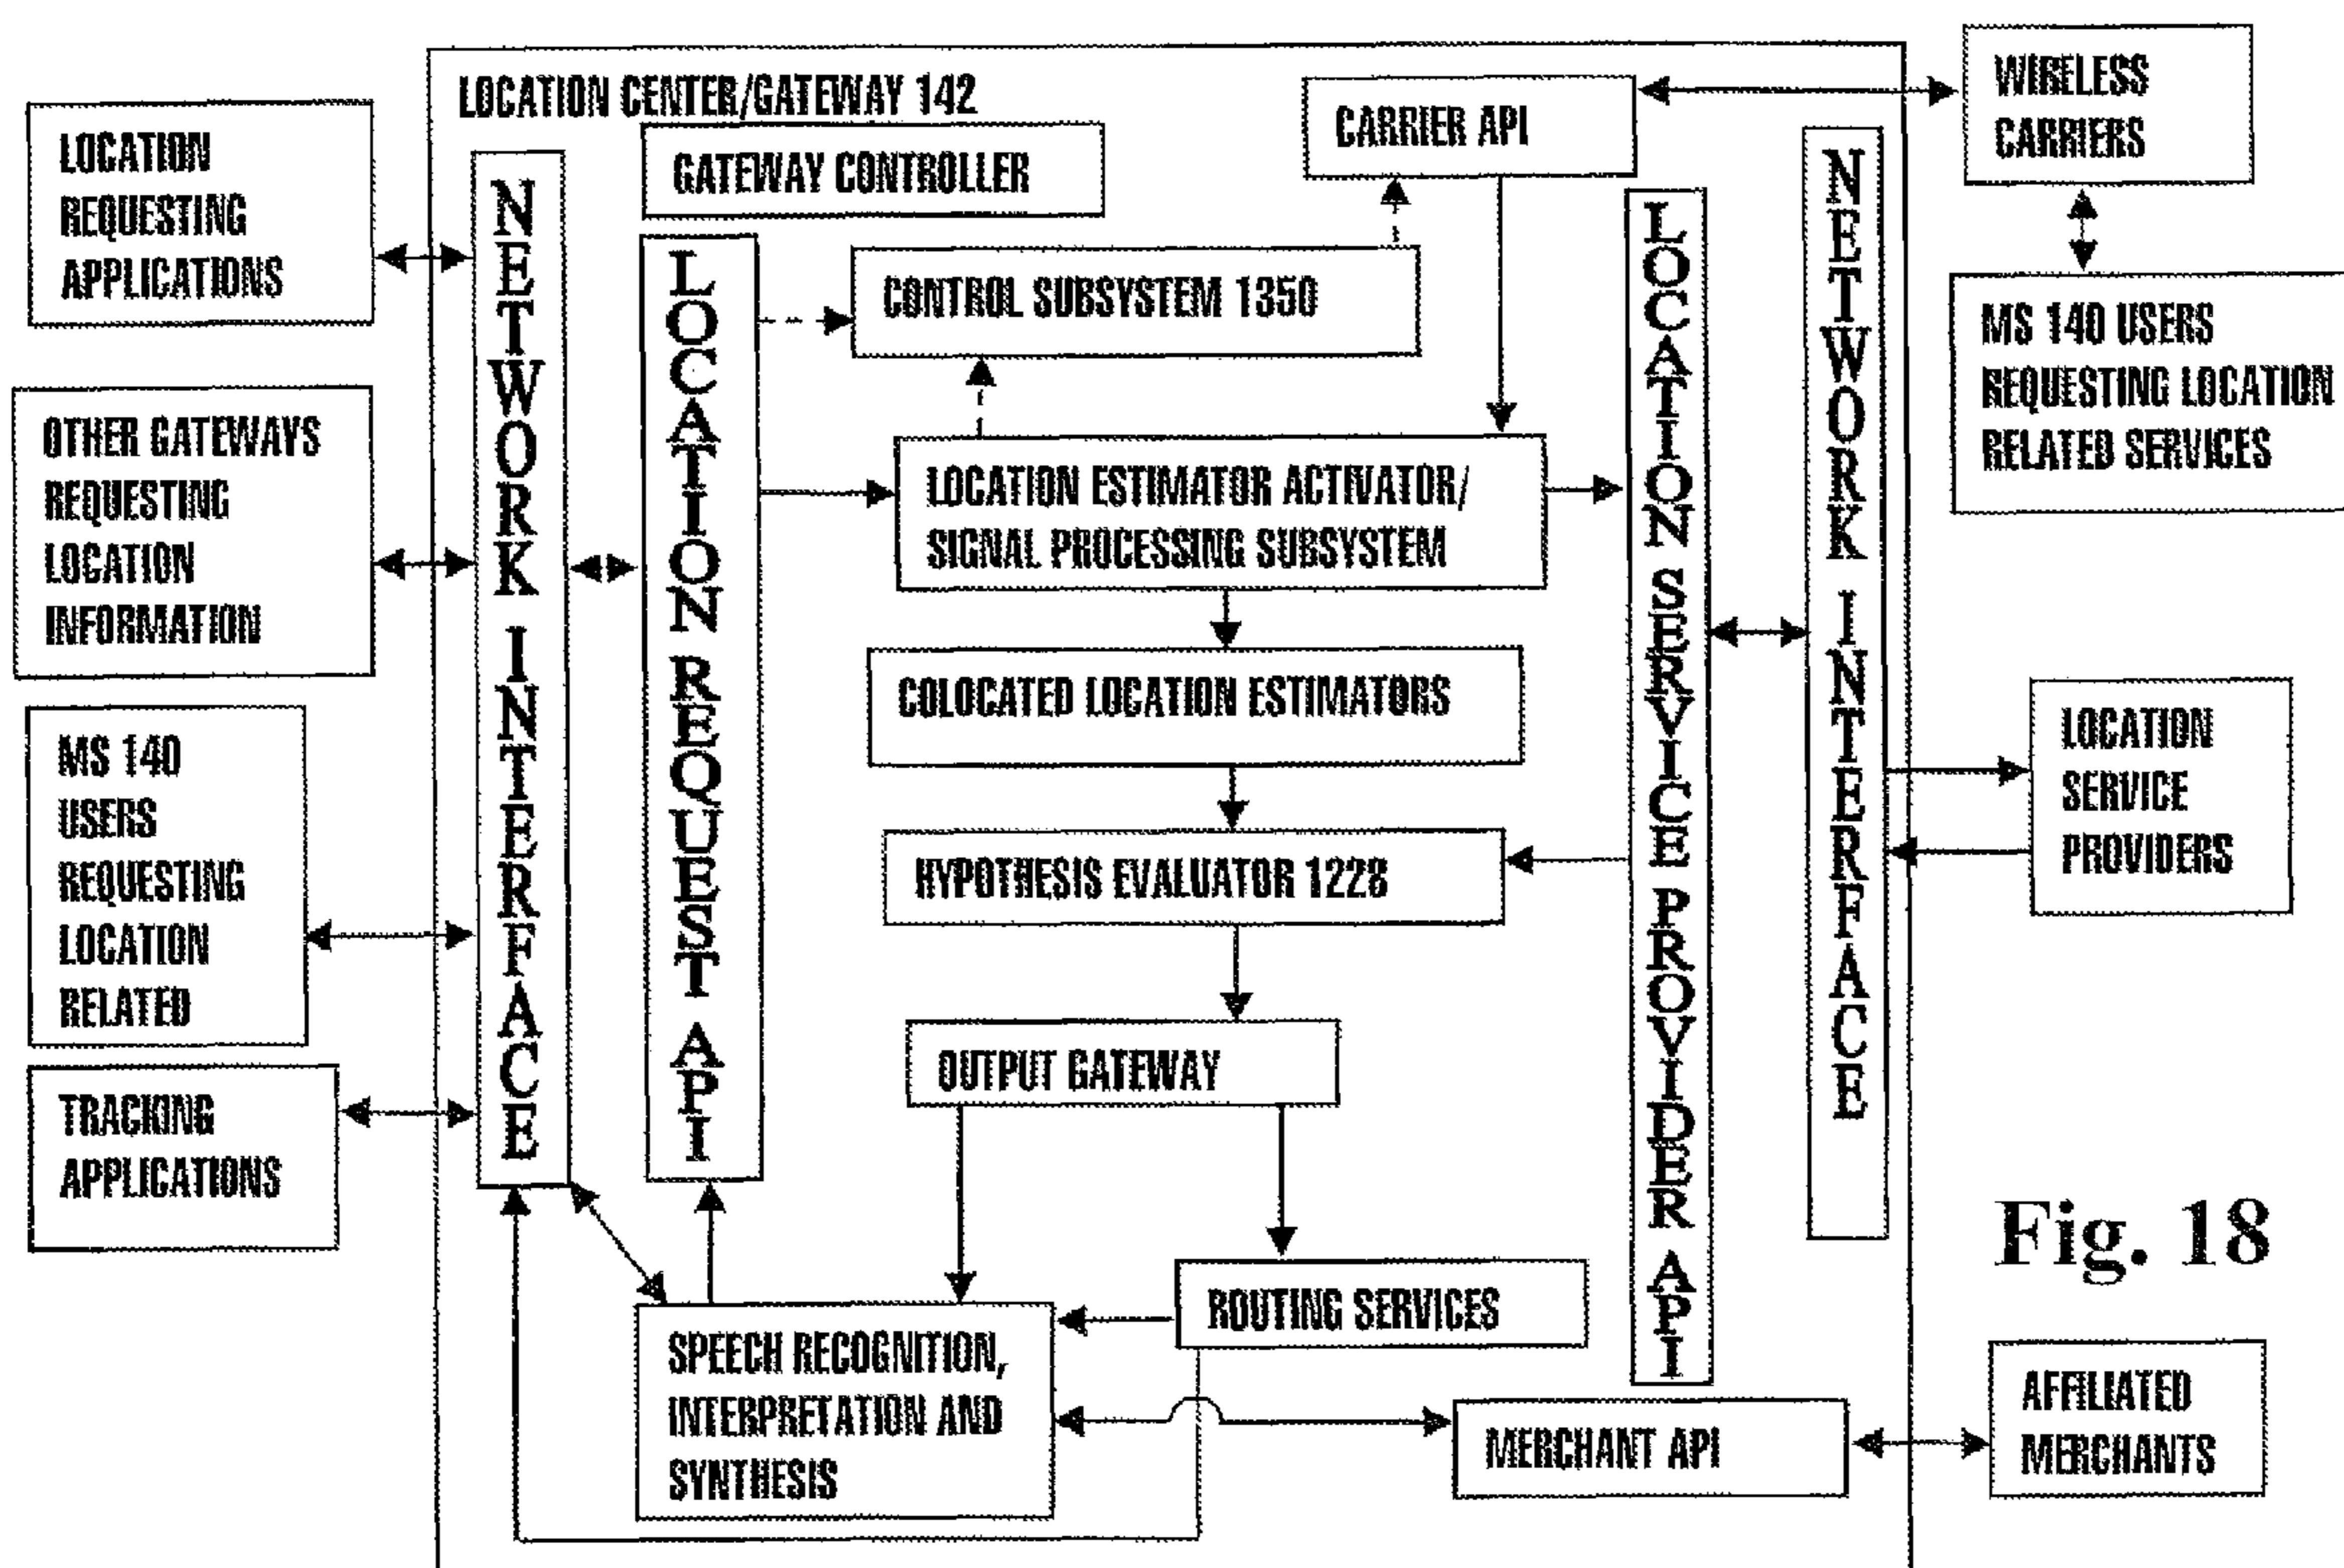 LOCATION CENTER/GATEWAY 142
GATEWAY CONTROLLER
CARRIER API
WIRELESS
CARRIERS
LOCATION
REQUESTING
APPLICATIONS
NETWORK INTERFACE
LOCATION REQUEST API
CONTROL SUBSYSTEM 1350
LOCATION SERVICE PROVIDER API
NETWORK INTERFACE
MS 140 USERS
REQUESTING LOCATION
RELATED SERVICES
OTHER GATEWAYS
REQUESTING
LOCATION
INFORMATION
LOCATION ESTIMATOR ACTIVATOR/
SIGNAL PROCESSING SUBSYSTEM
COLOCATED LOCATION ESTIMATORS
MS 140
USERS
REQUESTING
LOCATION
RELATED
LOCATION
SERVICE
PROVIDERS
HYPOTHESIS EVALUATOR 1228
OUTPUT GATEWAY
TRACKING
APPLICATIONS
Fig. 18
ROUTING SERVICES
SPEECH RECOGNITION,
INTERPRETATION AND
SYNTHESIS
MERCHANT API
AFFILIATED
MERCHANTS